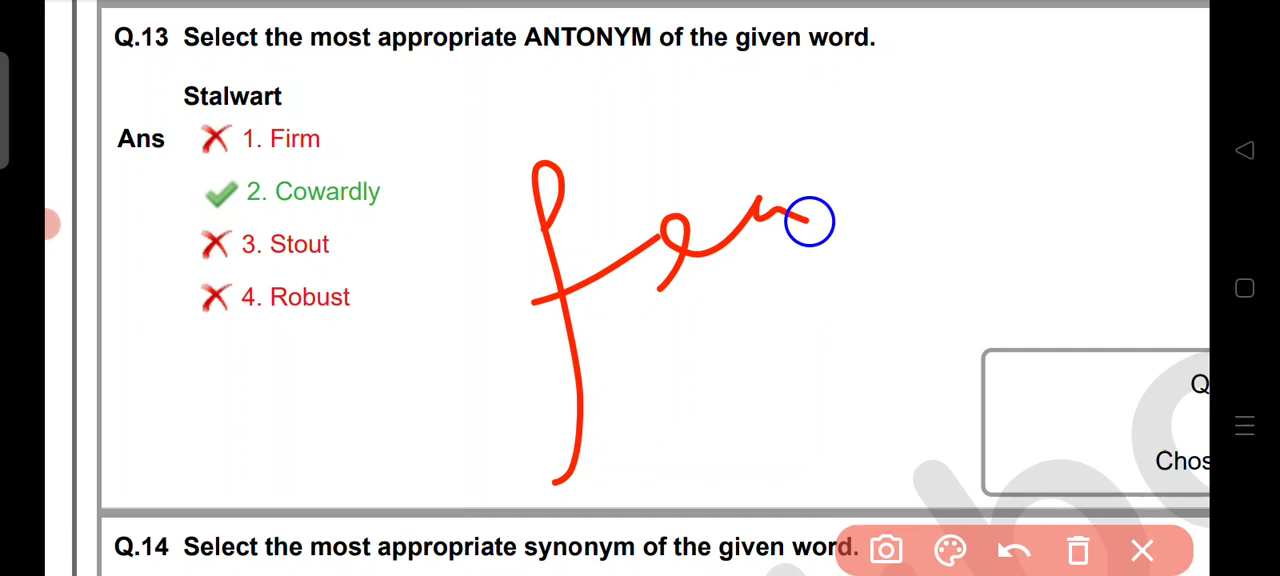 Q.13 Select the most appropriate ANTONYM of the given word.
Stalwart
Ans 1. Firm
2. Cowardly
3. Stout
4. Robust
Q
Chos
Q.14 Select the most appropriate synonym of the given word.